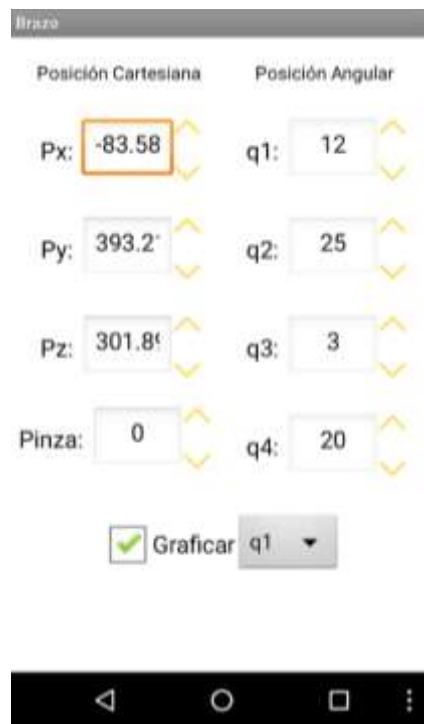 Brazo
Posición Cartesiana Posición Angular
Px: -83.58 q1: 12
Py: 393.2 q2: 25
Pz: 301.8 q3: 3
Pinza: 0 q4: 20
Graficar q1